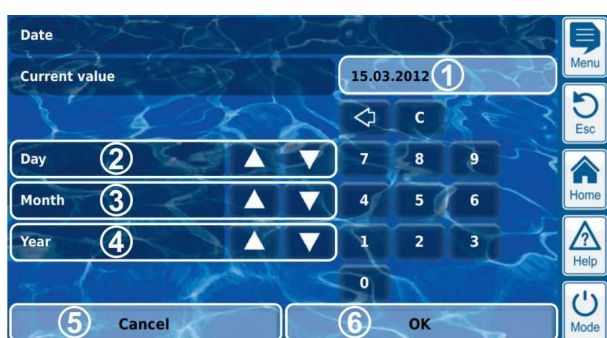 Date
Menu
Current value 15.03.2012 1
C
Esc
Day 2 7 8 9
Month 3 4 5 6
Home
Year 4 1 2 3
?
Help
0
5 Cancel 6 OK
Mode